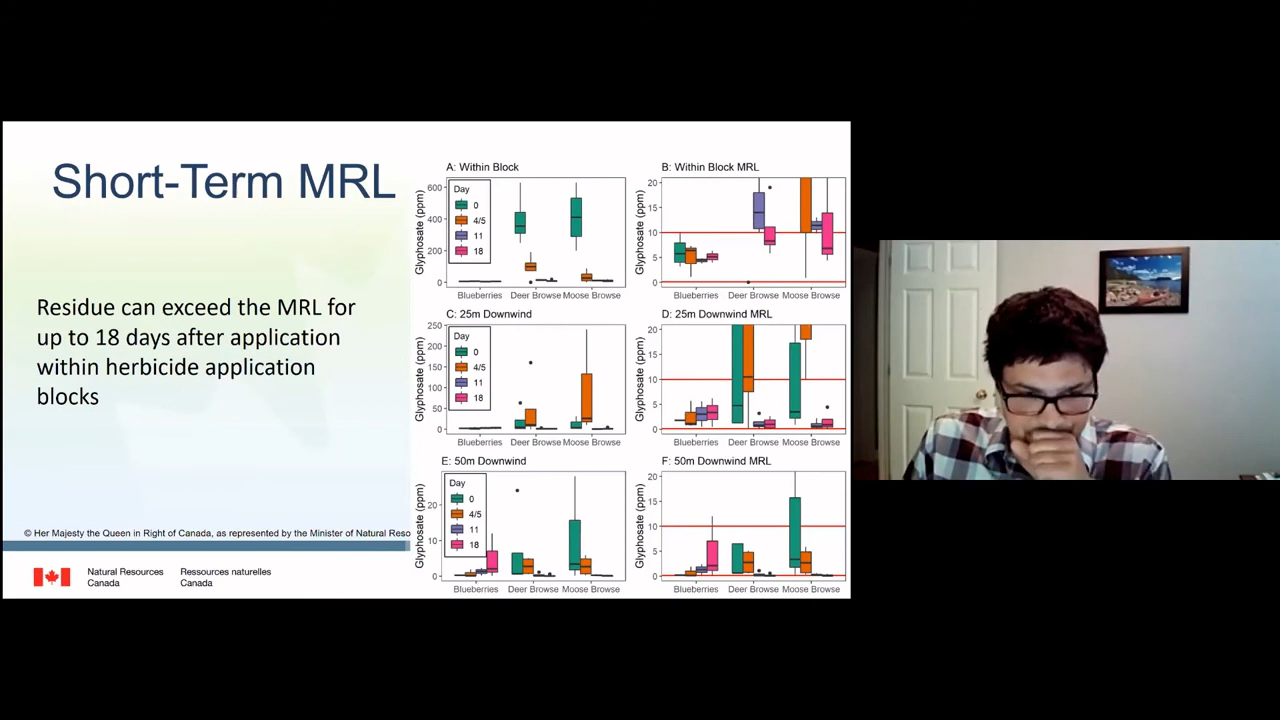 Short-Term MRL
Residue can exceed the MRL for
up to 18 days after application
within herbicide application
blocks
© Her Majesty the Queen in Right of Canada, as represented by the Minister of Natural Reso
Natural Resources
Canada
Ressources naturelles
Canada
A: Within Block
Glyphosate (ppm)
600
400
200
0
Day
0
4/5
11
18
Blueberries Deer Browse Moose Browse
B: Within Block MRL
Glyphosate (ppm)
20
15
10
5
0
Blueberries Deer Browse Moose Browse
C: 25m Downwind
Glyphosate (ppm)
250
200
150
100
50
0
Day
0
4/5
11
18
Blueberries Deer Browse Moose Browse
D: 25m Downwind MRL
Glyphosate (ppm)
20
15
10
5
0
Blueberries Deer Browse Moose Browse
E: 50m Downwind
Glyphosate (ppm)
20
10
0
Day
0
4/5
11
18
Blueberries Deer Browse Moose Browse
F: 50m Downwind MRL
Glyphosate (ppm)
20
15
10
5
0
Blueberries Deer Browse Moose Browse